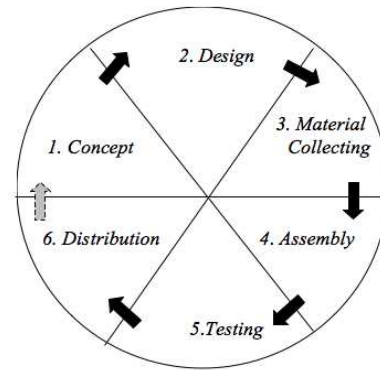 1. Concept
2. Design
3. Material
Collecting
4. Assembly
5.Testing
6. Distribution